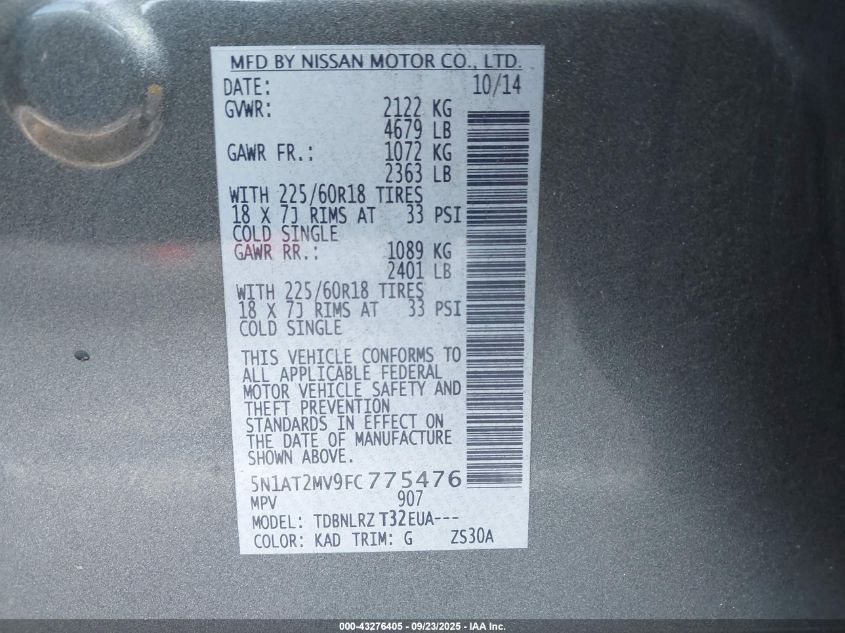 MFD BY NISSAN MOTOR CO., LTD.
DATE: 10/14
GVWR: 2122 KG
4679 LB
GAWR FR.: 1072 KG
2363 LB
WITH 225/60R18 TIRES
18 X 7J RIMS AT 33 PSI
COLD SINGLE
GAWR RR.: 1089 KG
2401 LB
WITH 225/60R18 TIRES
18 X 7J RIMS AT 33 PSI
COLD SINGLE
THIS VEHICLE CONFORMS TO
ALL APPLICABLE FEDERAL
MOTOR VEHICLE SAFETY AND
THEFT PREVENTION
STANDARDS IN EFFECT ON
THE DATE OF MANUFACTURE
SHOWN ABOVE.
5N1AT2MV9FC775476
MPV 907
MODEL: TDBNLRZ T32EUA---
COLOR: KAD TRIM: G ZS30A
000-43276405 - 09/23/2025 - IAA Inc.